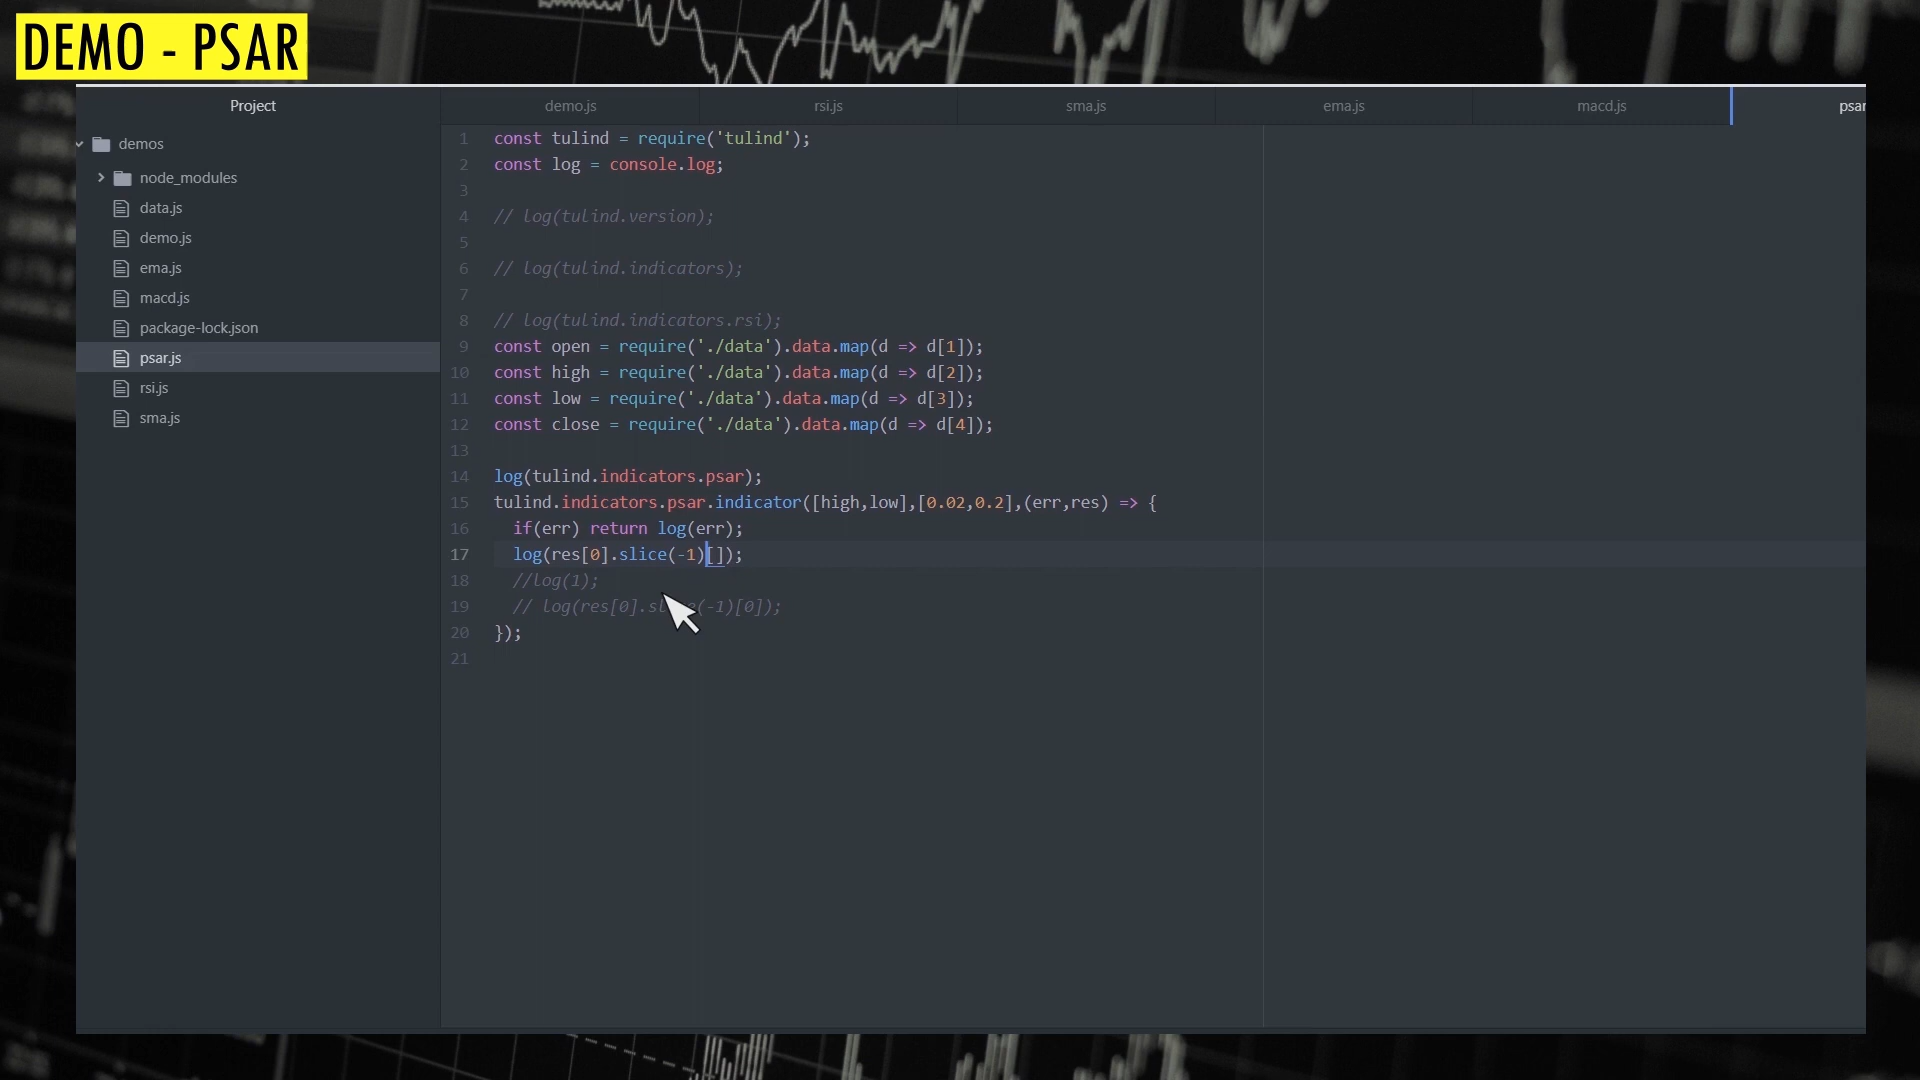 DEMO - PSAR
Project
demo.js
rsi.js
sma.js
ema.js
macd.js
psar
demos
node_modules
data.js
demo.js
ema.js
macd.js
package-lock.json
psar.js
rsi.js
sma.js
1 const tulind = require('tulind');
2 const log = console.log;
3
4 // log(tulind.version);
5
6 // log(tulind.indicators);
7
8 // log(tulind.indicators.rsi);
9 const open = require('./data').data.map(d => d[1]);
10 const high = require('./data').data.map(d => d[2]);
11 const low = require('./data').data.map(d => d[3]);
12 const close = require('./data').data.map(d => d[4]);
13
14 log(tulind.indicators.psar);
15 tulind.indicators.psar.indicator([high,low],[0.02,0.2],(err,res) => {
16 if(err) return log(err);
17 log(res[0].slice(-1)[]);
18 //log(1);
19 // log(res[0].slice(-1)[0]);
20 });
21